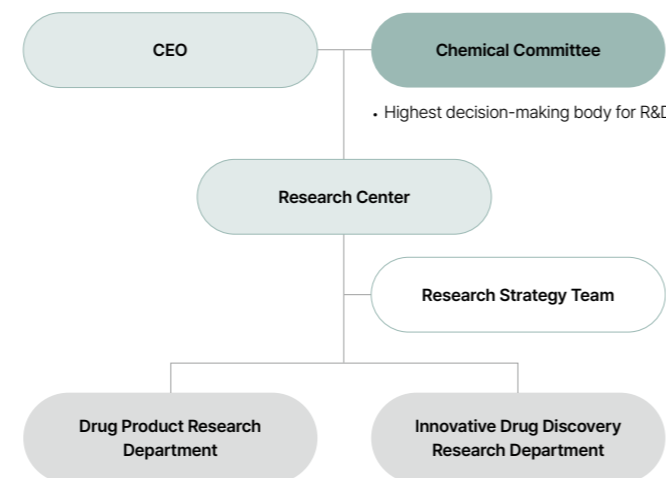 CEO
Chemical Committee
• Highest decision-making body for R&D
Research Center
Research Strategy Team
Drug Product Research
Department
Innovative Drug Discovery
Research Department